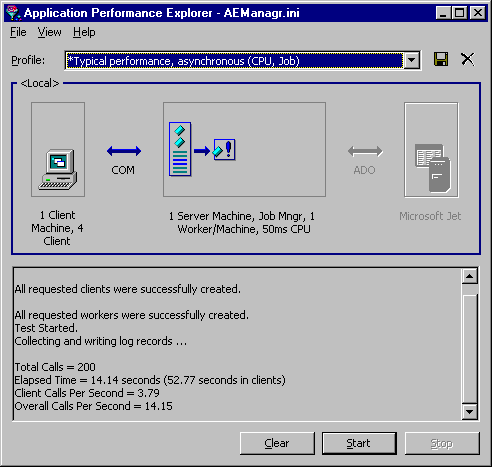 Application Performance Explorer - AEManagr.ini
File View Help
Profile: *Typical performance, asynchronous (CPU, Job)
<Local>
COM
ADO
1 Client
Machine, 4
Client
1 Server Machine, Job Mngr, 1
Worker/Machine, 50ms CPU
Microsoft Jet
All requested clients were successfully created.
All requested workers were successfully created.
Test Started.
Collecting and writing log records ...
Total Calls = 200
Elapsed Time = 14.14 seconds (52.77 seconds in clients)
Client Calls Per Second = 3.79
Overall Calls Per Second = 14.15
Clear Start Stop